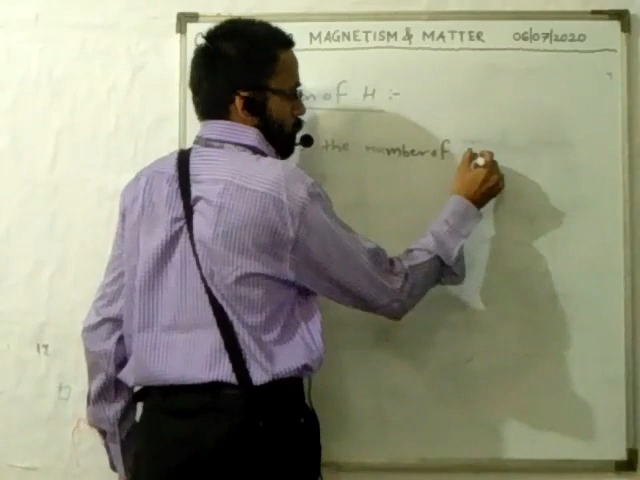 MAGNETISM & MATTER 06/07/2020
of H :-
the number of